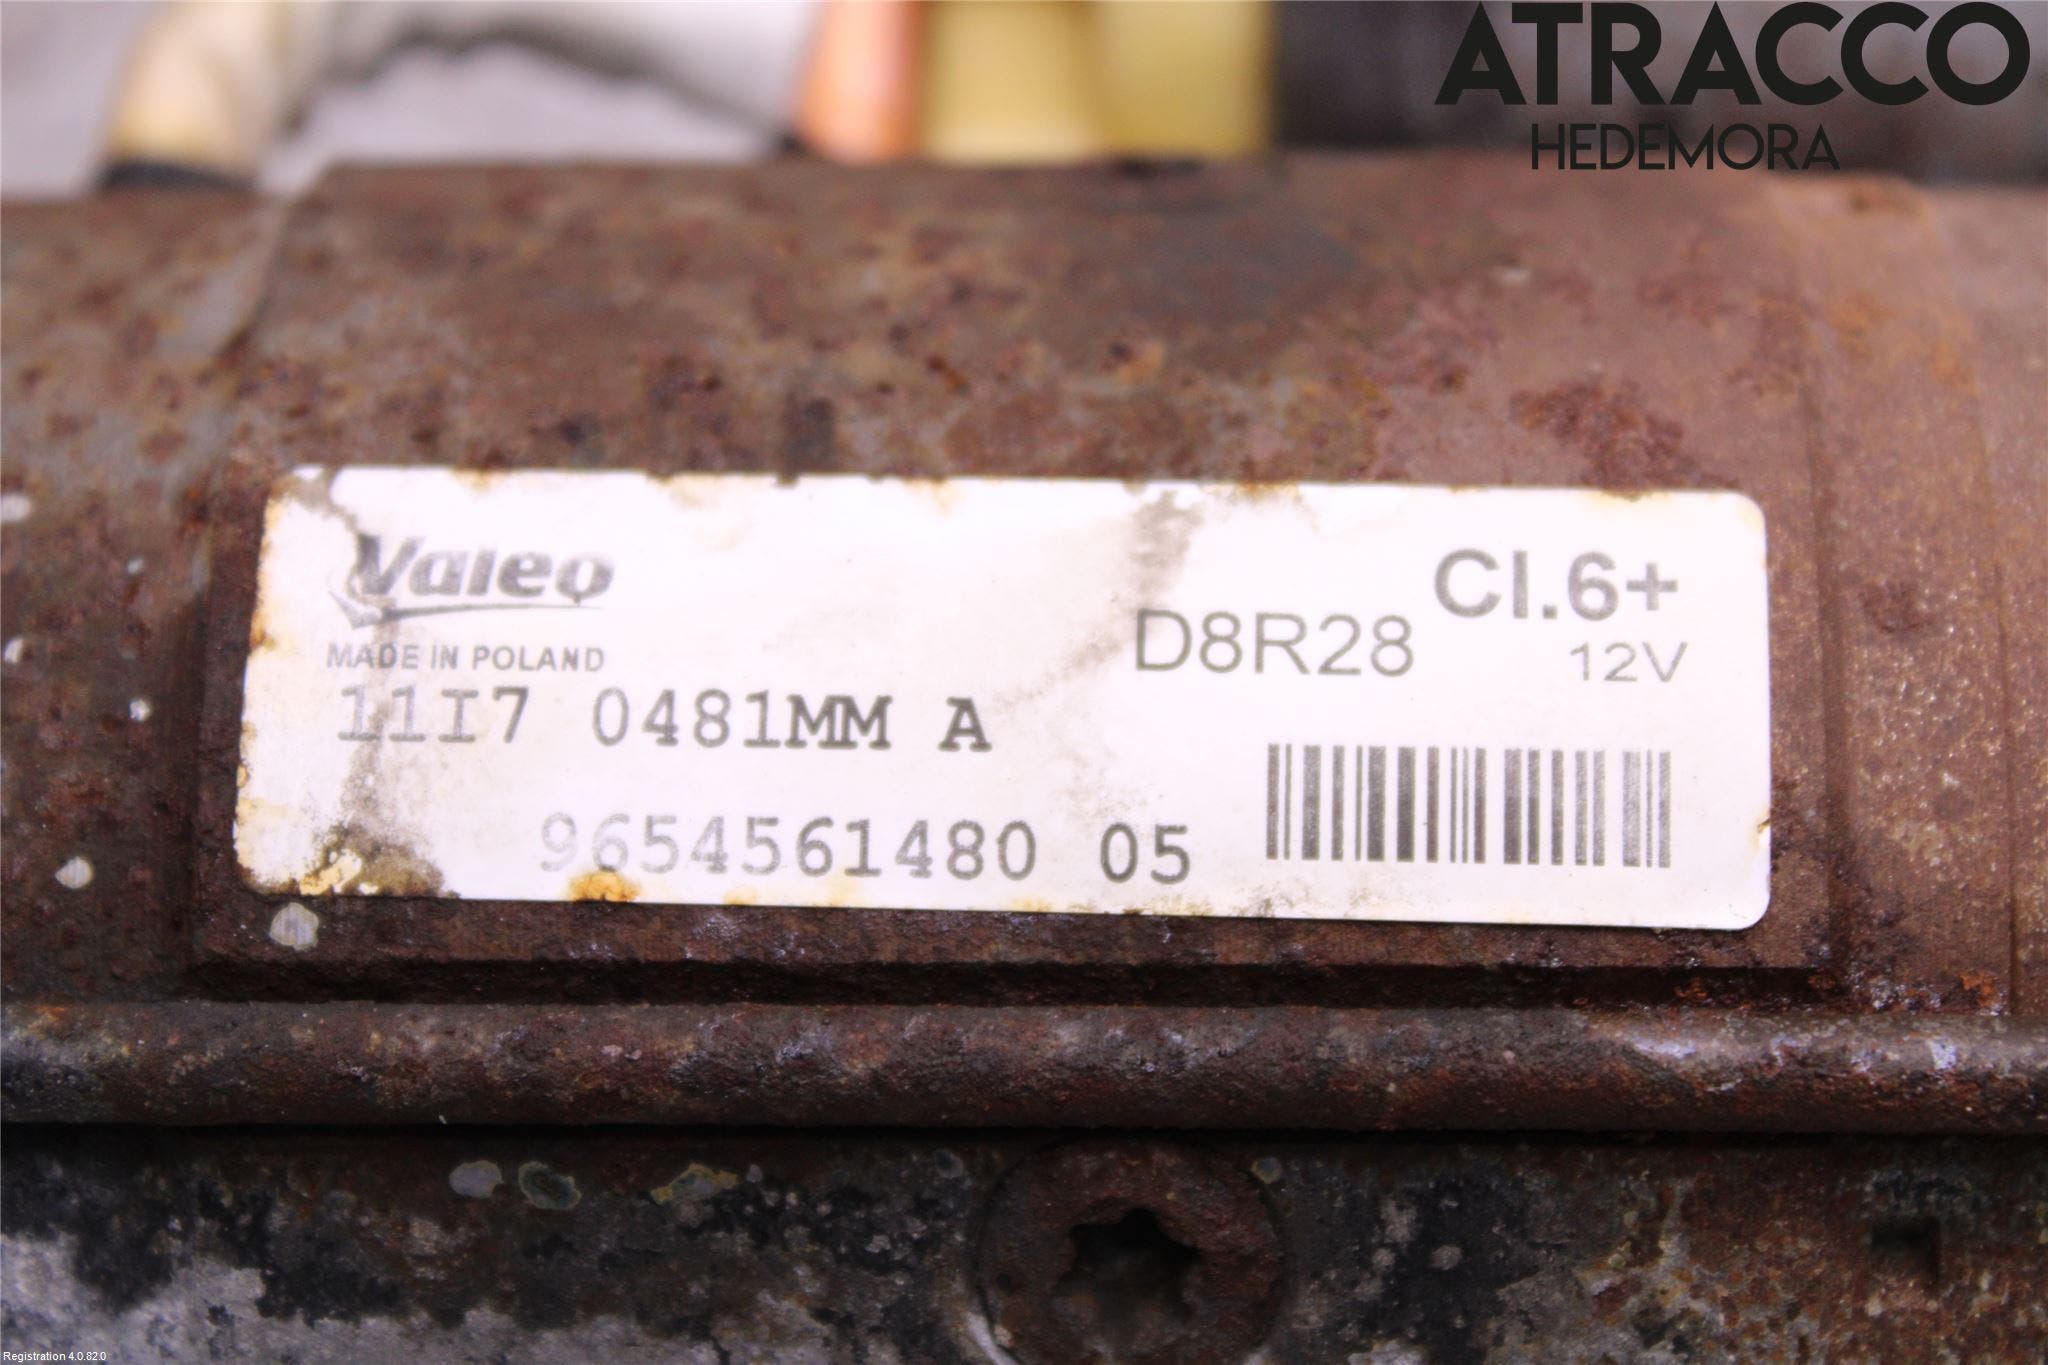 ATRACCO
HEDEMORA
Valeo
MADE IN POLAND
Cl.6+
D8R28
12V
11I7 0481MM A
9654561480 05
Registration 4.0.82.0